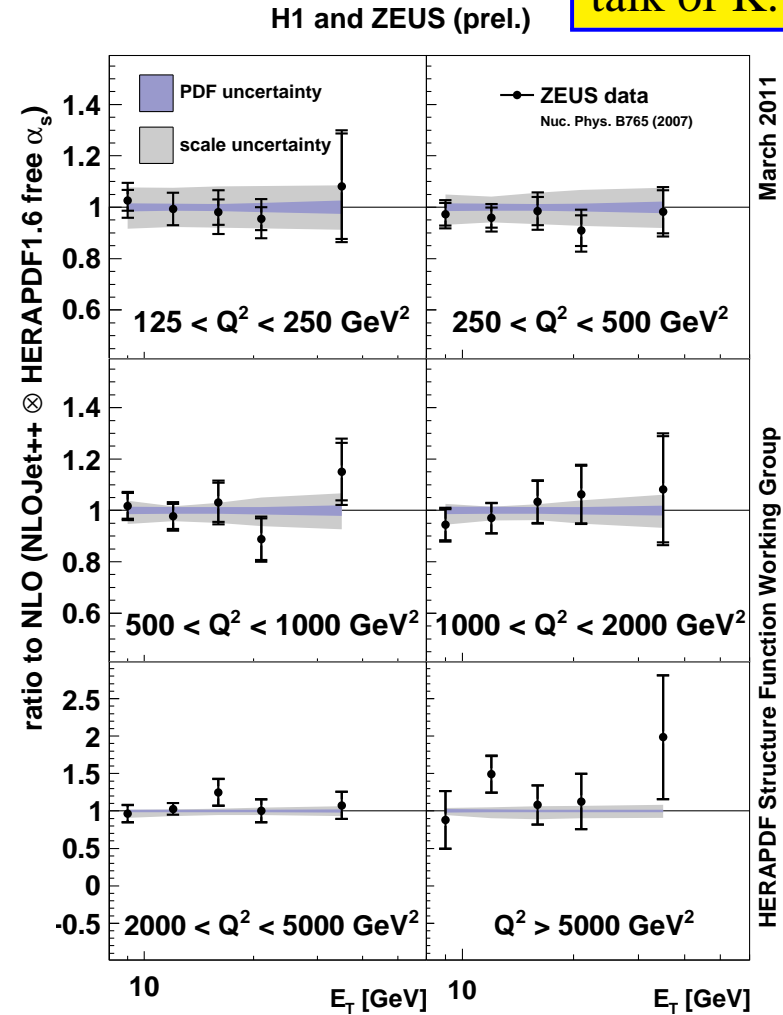 talk of K.
H1 and ZEUS (prel.)
PDF uncertainty
scale uncertainty
ZEUS data
Nuc. Phys. B765 (2007)
March 2011
ratio to NLO (NLOJet++ ⊗ HERAPDF1.6 free αs)
1.4
1.2
1
0.8
0.6
125 < Q² < 250 GeV²
250 < Q² < 500 GeV²
1.4
1.2
1
0.8
0.6
500 < Q² < 1000 GeV²
1000 < Q² < 2000 GeV²
HERAPDF Structure Function Working Group
2.5
2
1.5
1
0.5
0
-0.5
2000 < Q² < 5000 GeV²
Q² > 5000 GeV²
10
10
E_T [GeV]
E_T [GeV]